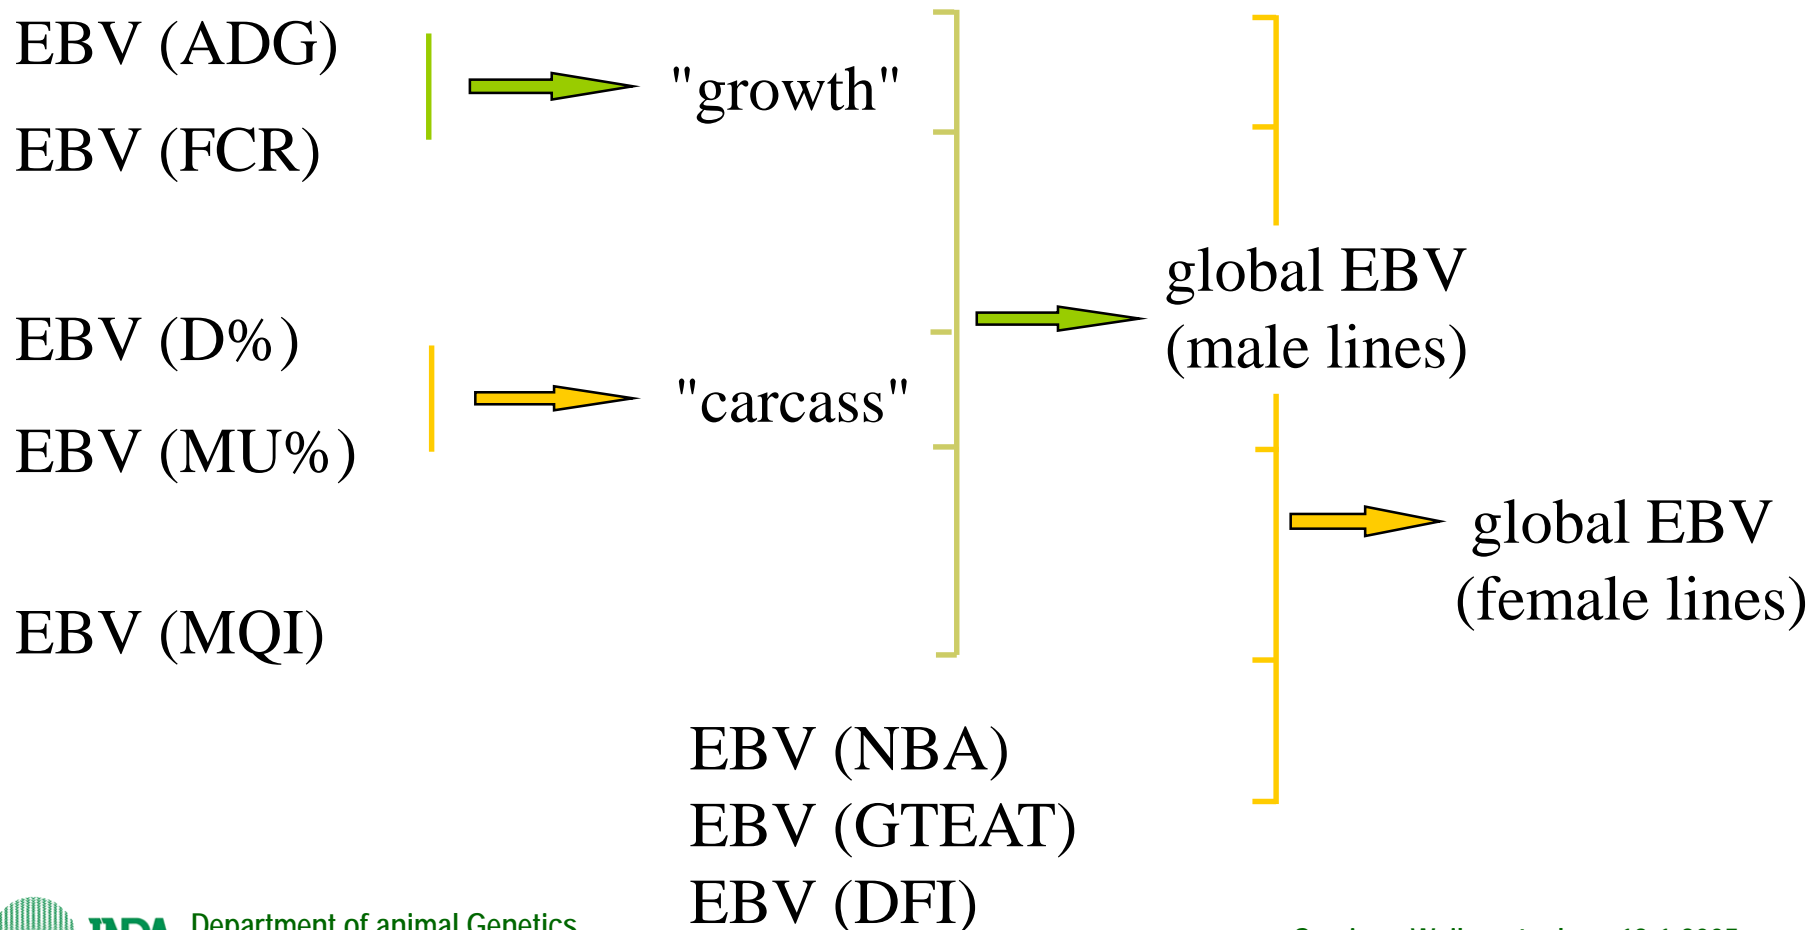 EBV (ADG)
EBV (FCR)
"growth"
EBV (D%)
EBV (MU%)
"carcass"
EBV (MQI)
global EBV
(male lines)
global EBV
(female lines)
EBV (NBA)
EBV (GTEAT)
EBV (DFI)
Department of animal Genetics